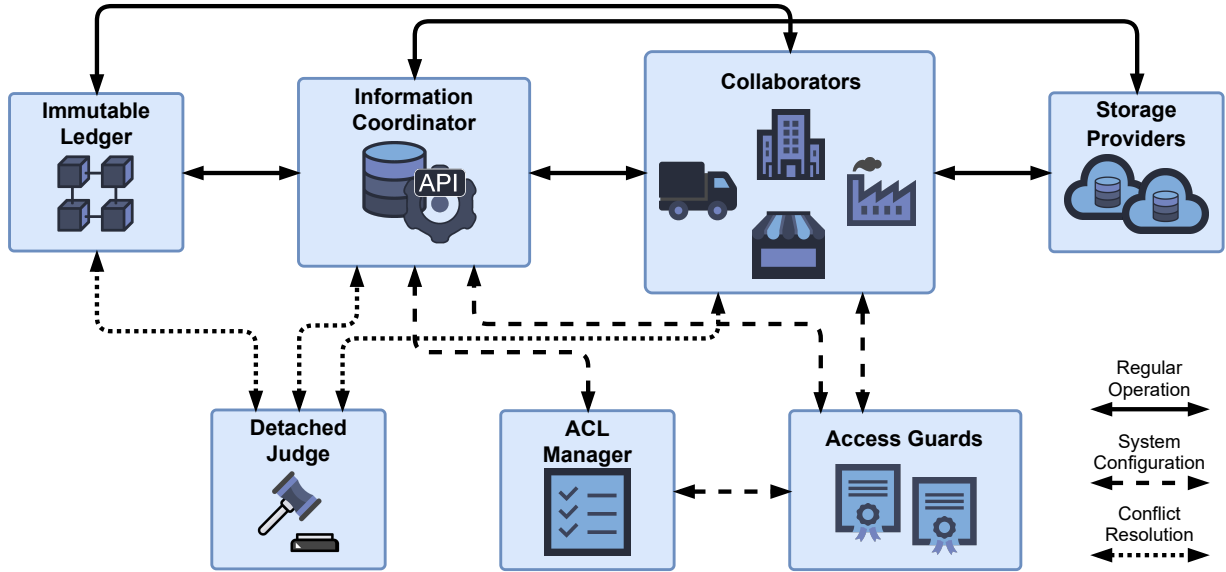 Immutable
Ledger
Information
Coordinator
API
Collaborators
Storage
Providers
Detached
Judge
ACL
Manager
Access Guards
Regular
Operation
System
Configuration
Conflict
Resolution